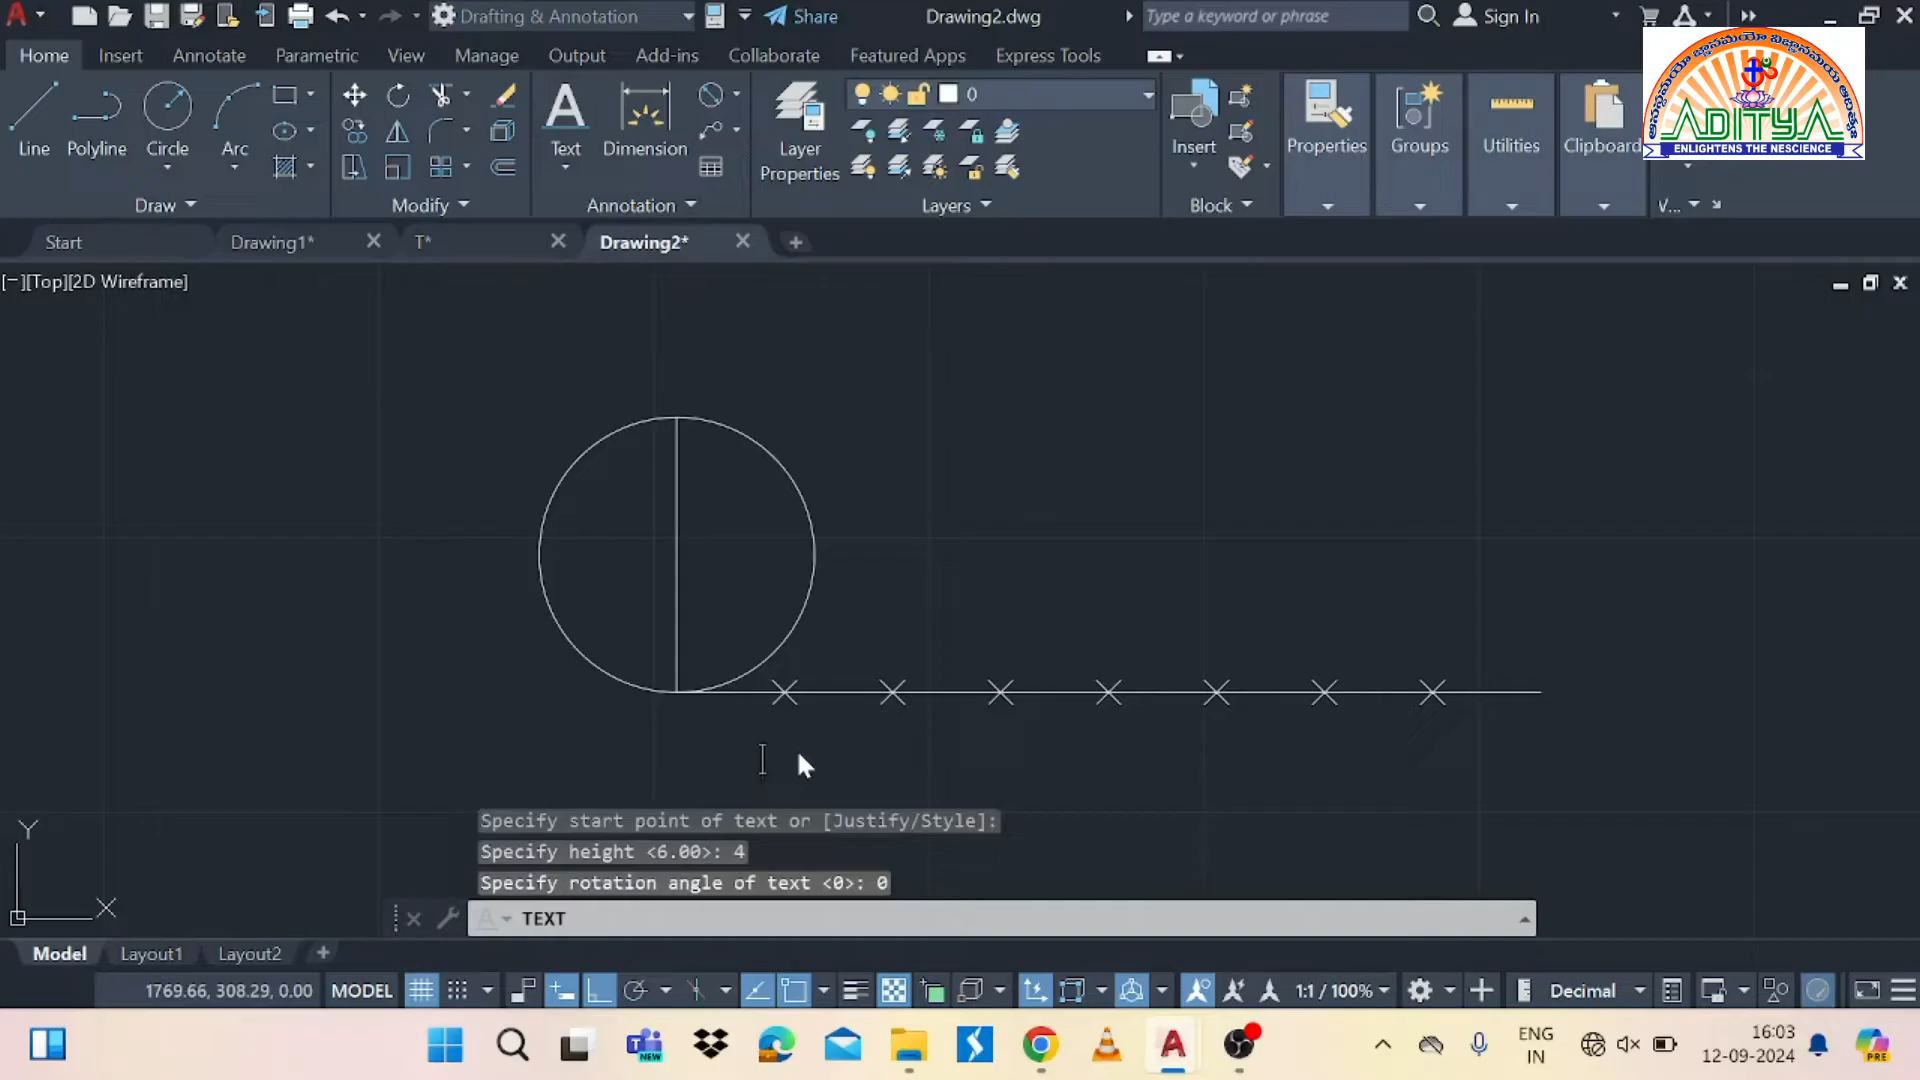 Drafting & Annotation
Share
Drawing2.dwg
Type a keyword or phrase
Sign In
Home
Insert
Annotate
Parametric
View
Manage
Output
Add-ins
Collaborate
Featured Apps
Express Tools
Line
Polyline
Circle
Arc
Text
Dimension
Layer
Properties
0
Insert
Properties
Groups
Utilities
Clipboard
Draw
Modify
Annotation
Layers
Block
V...
ADITYA
ENLIGHTENS THE NESCIENCE
Start
Drawing1*
T*
Drawing2*
[−][Top][2D Wireframe]
Specify start point of text or [Justify/Style]:
Specify height <6.00>: 4
Specify rotation angle of text <0>: 0
TEXT
Y
X
Model
Layout1
Layout2
1769.66, 308.29, 0.00
MODEL
1:1 / 100%
Decimal
NEW
ENG
IN
16:03
12-09-2024
PRE